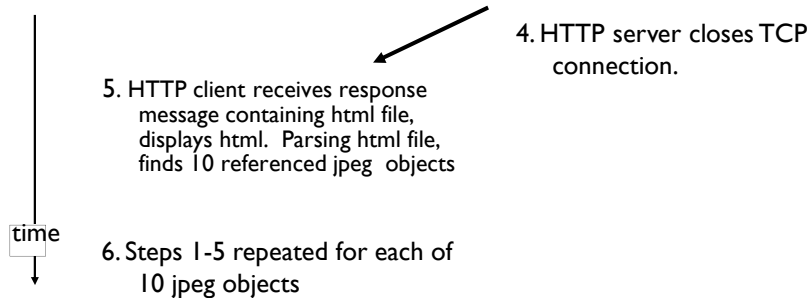 4. HTTP server closes TCP
connection.
5. HTTP client receives response
message containing html file,
displays html. Parsing html file,
finds 10 referenced jpeg objects
time
6. Steps 1-5 repeated for each of
10 jpeg objects